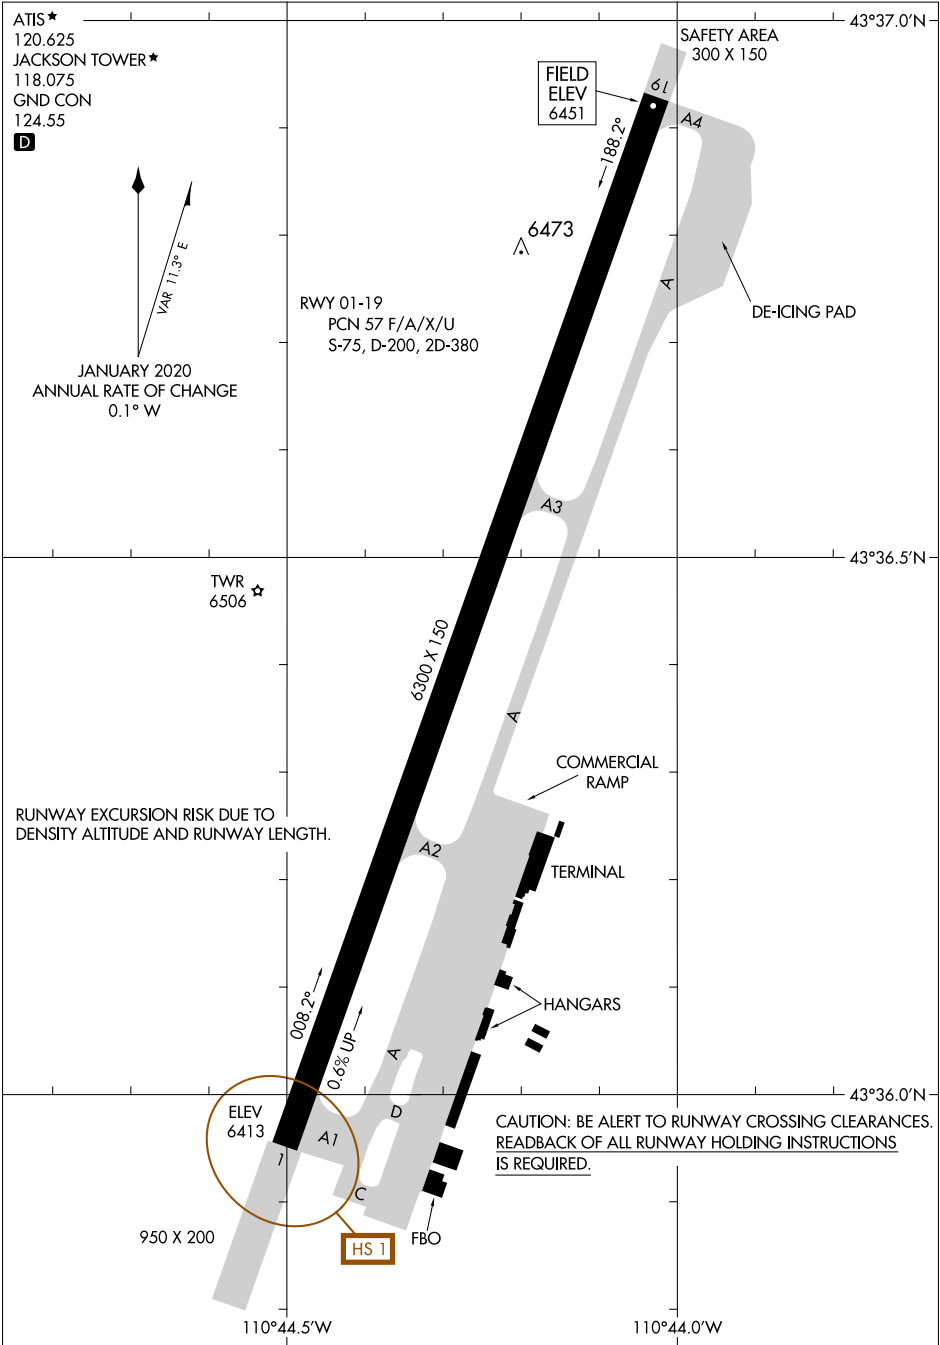 ATIS★
120.625
JACKSON TOWER★
118.075
GND CON
124.55
D
43°37.0'N
SAFETY AREA
300 X 150
FIELD
ELEV
6451
19
A4
188.2°
6473
VAR 11.3° E
A
DE-ICING PAD
RWY 01-19
PCN 57 F/A/X/U
S-75, D-200, 2D-380
JANUARY 2020
ANNUAL RATE OF CHANGE
0.1° W
A3
43°36.5'N
TWR
6506
6300 X 150
A
COMMERCIAL
RAMP
RUNWAY EXCURSION RISK DUE TO
DENSITY ALTITUDE AND RUNWAY LENGTH.
A2
TERMINAL
008.2°
0.6% UP
HANGARS
A
43°36.0'N
ELEV
6413
D
A1
1
C
CAUTION: BE ALERT TO RUNWAY CROSSING CLEARANCES.
READBACK OF ALL RUNWAY HOLDING INSTRUCTIONS
IS REQUIRED.
950 X 200
HS 1
FBO
110°44.5'W
110°44.0'W